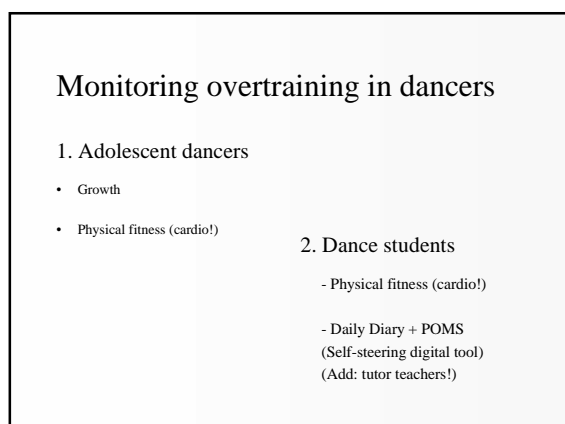 Monitoring overtraining in dancers
1. Adolescent dancers
• Growth
• Physical fitness (cardio!)
2. Dance students
- Physical fitness (cardio!)
- Daily Diary + POMS
(Self-steering digital tool)
(Add: tutor teachers!)